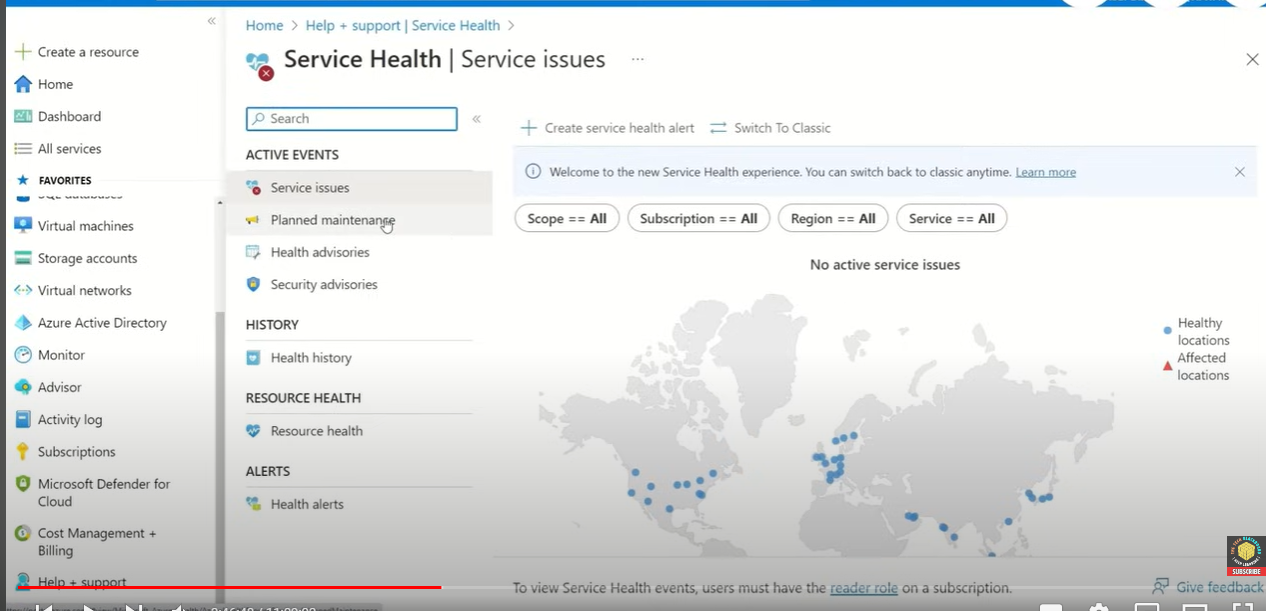 Home > Help + support | Service Health >
Service Health | Service issues ...
Create a resource
Home
Dashboard
All services
FAVORITES
SQL databases
Virtual machines
Storage accounts
Virtual networks
Azure Active Directory
Monitor
Advisor
Activity log
Subscriptions
Microsoft Defender for
Cloud
Cost Management +
Billing
Help + support
Search
ACTIVE EVENTS
Service issues
Planned maintenance
Health advisories
Security advisories
HISTORY
Health history
RESOURCE HEALTH
Resource health
ALERTS
Health alerts
Create service health alert Switch To Classic
Welcome to the new Service Health experience. You can switch back to classic anytime. Learn more
Scope == All Subscription == All Region == All Service == All
No active service issues
Healthy
locations
Affected
locations
SUBSCRIBE
To view Service Health events, users must have the reader role on a subscription.
Give feedback